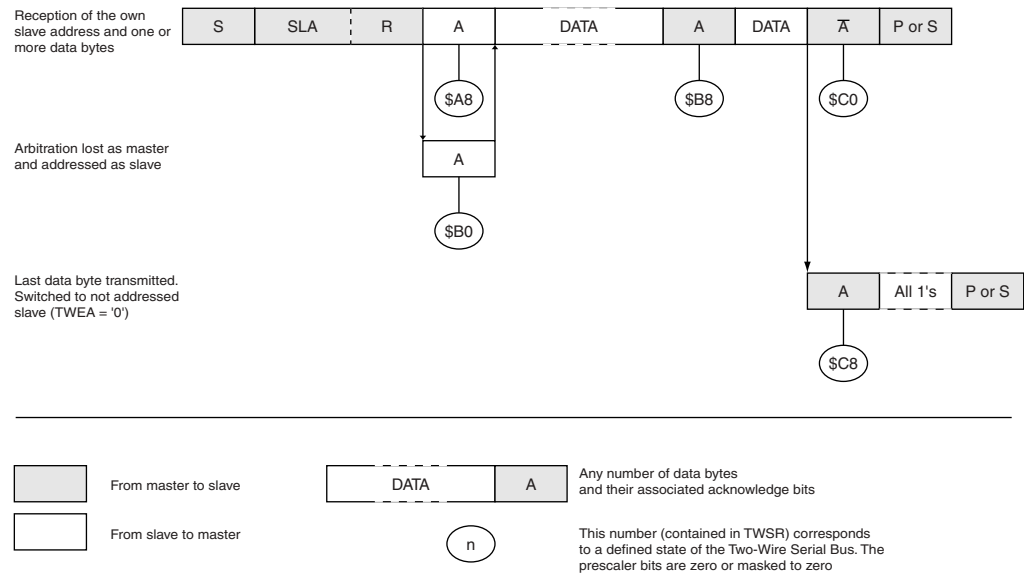 Reception of the own
slave address and one or
more data bytes
S SLA R A DATA A DATA A̅ P or S
$A8 $B8 $C0
Arbitration lost as master
and addressed as slave
A
$B0
Last data byte transmitted.
Switched to not addressed
slave (TWEA = '0')
A All 1's P or S
$C8
From master to slave
DATA A
Any number of data bytes
and their associated acknowledge bits
From slave to master
n
This number (contained in TWSR) corresponds
to a defined state of the Two-Wire Serial Bus. The
prescaler bits are zero or masked to zero